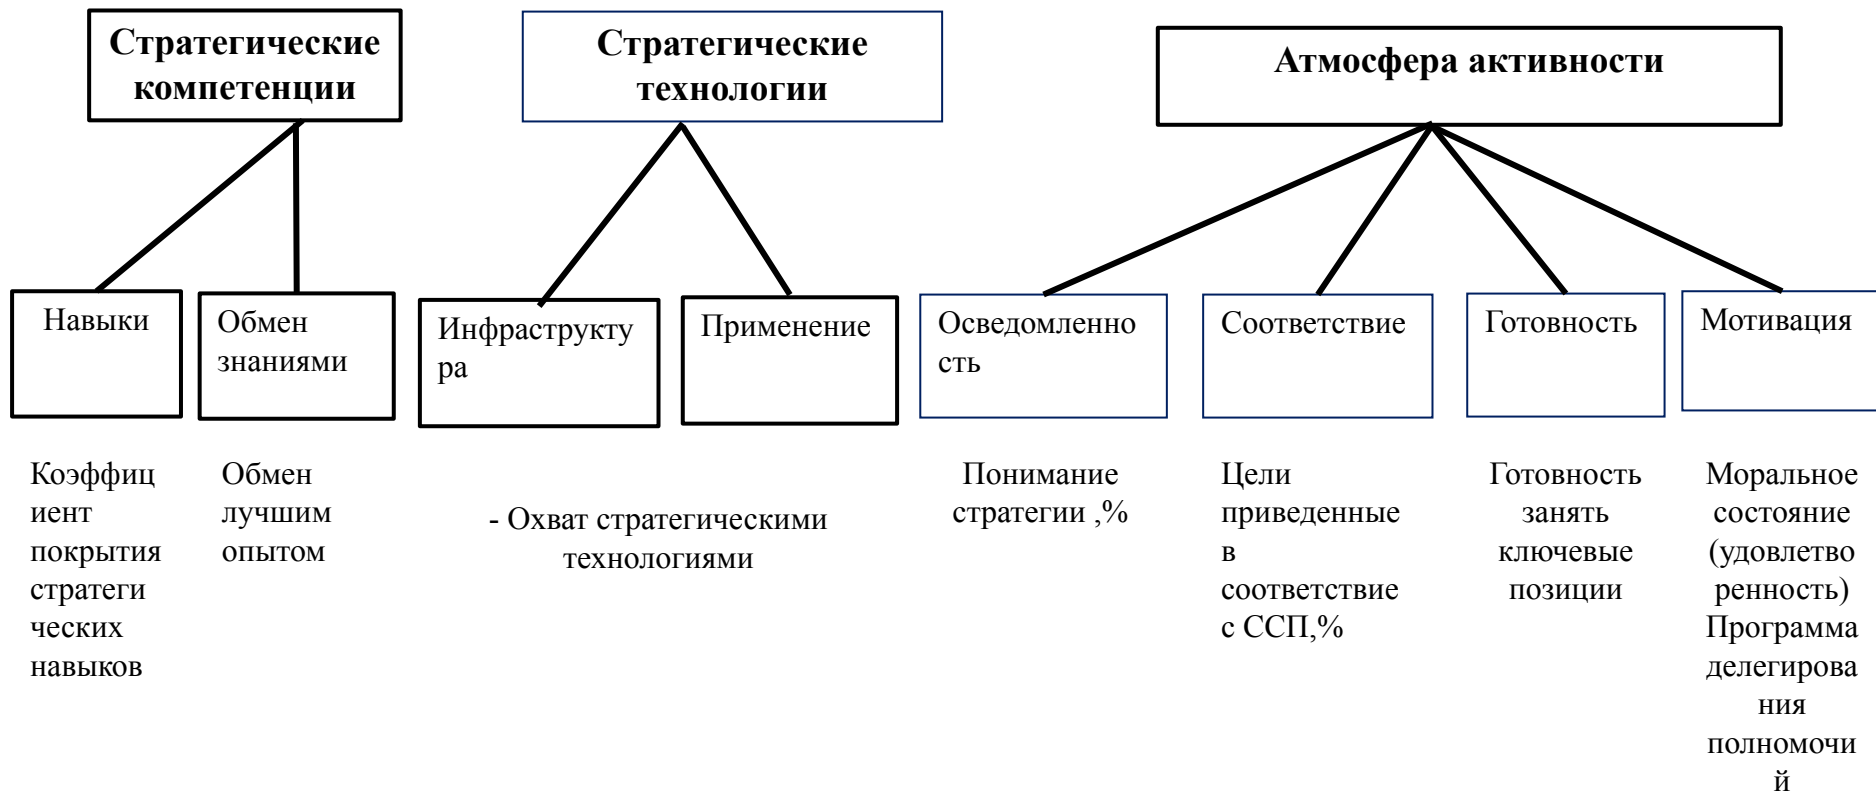 Стратегические
компетенции
Стратегические
технологии
Атмосфера активности
Навыки
Обмен
знаниями
Инфраструкту
ра
Применение
Осведомленно
сть
Соответствие
Готовность
Мотивация
Коэффиц
иент
покрытия
стратеги
ческих
навыков
Обмен
лучшим
опытом
- Охват стратегическими
технологиями
Понимание
стратегии ,%
Цели
приведенные
в
соответствие
с ССП,%
Готовность
занять
ключевые
позиции
Моральное
состояние
(удовлетво
ренность)
Программа
делегирова
ния
полномочи
й